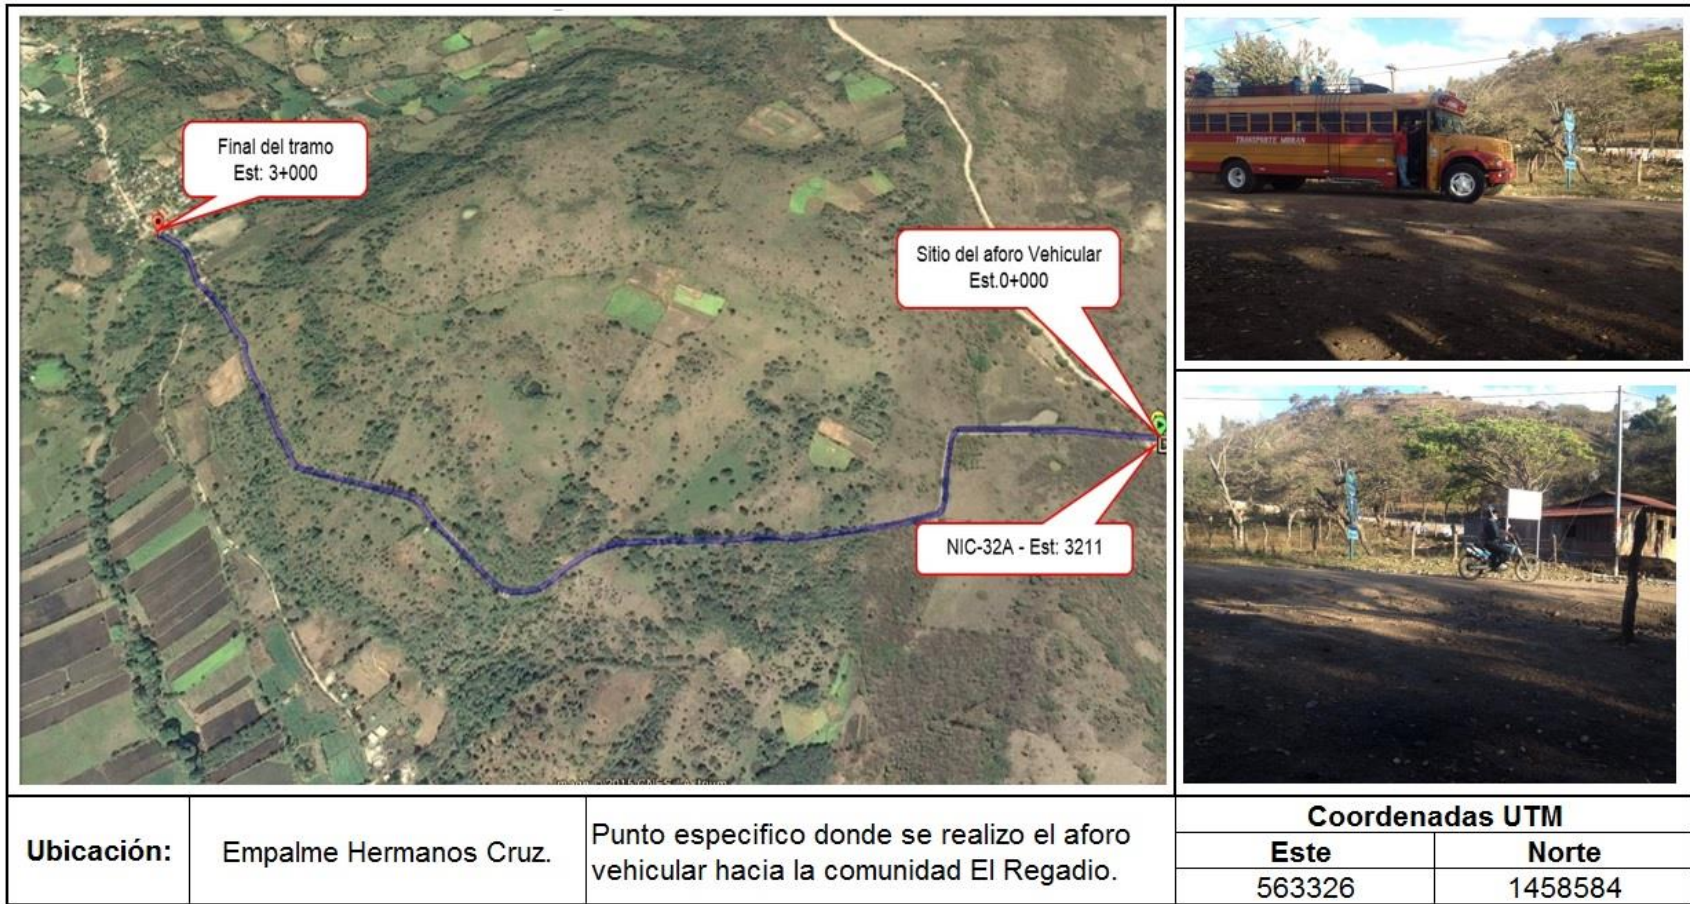 Final del tramo
Est: 3+000
Sitio del aforo Vehicular
Est.0+000
NIC-32A - Est: 3211
TRANSPORTE MORAN
Ubicación:
Empalme Hermanos Cruz.
Punto especifico donde se realizo el aforo
vehicular hacia la comunidad El Regadio.
Coordenadas UTM
Este
Norte
563326
1458584